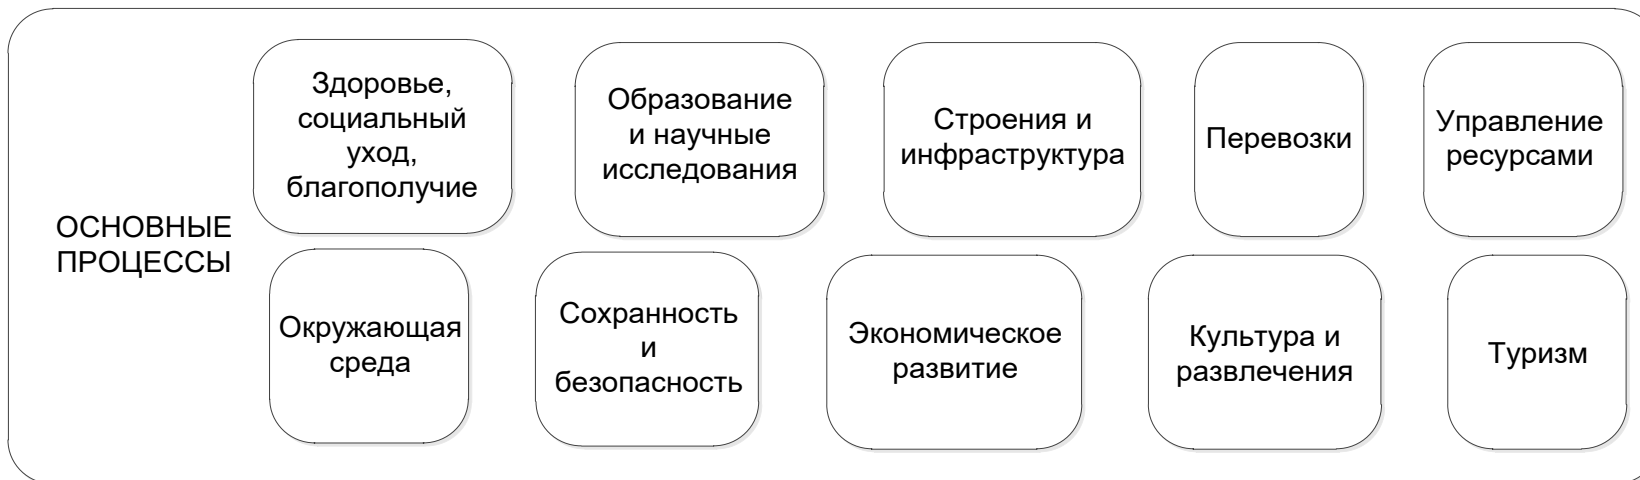 ОСНОВНЫЕ
ПРОЦЕССЫ
Здоровье,
социальный
уход,
благополучие
Образование
и научные
исследования
Строения и
инфраструктура
Перевозки
Управление
ресурсами
Окружающая
среда
Сохранность
и
безопасность
Экономическое
развитие
Культура и
развлечения
Туризм